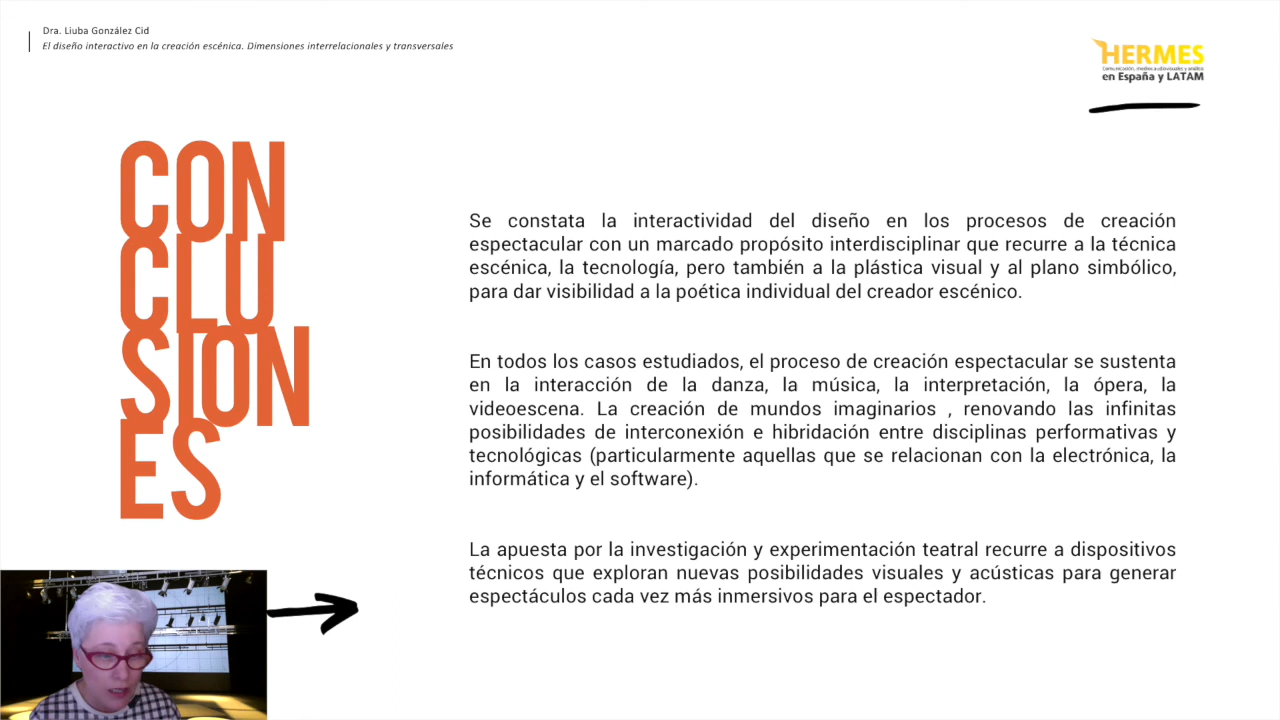 Dra. Liuba González Cid
El diseño interactivo en la creación escénica. Dimensiones interrelacionales y transversales
HERMES
Comunicación, medios audiovisuales y análisis
en España y LATAM
CON
CLU
SION
ES
Se constata la interactividad del diseño en los procesos de creación
espectacular con un marcado propósito interdisciplinar que recurre a la técnica
escénica, la tecnología, pero también a la plástica visual y al plano simbólico,
para dar visibilidad a la poética individual del creador escénico.
En todos los casos estudiados, el proceso de creación espectacular se sustenta
en la interacción de la danza, la música, la interpretación, la ópera, la
videoescena. La creación de mundos imaginarios , renovando las infinitas
posibilidades de interconexión e hibridación entre disciplinas performativas y
tecnológicas (particularmente aquellas que se relacionan con la electrónica, la
informática y el software).
La apuesta por la investigación y experimentación teatral recurre a dispositivos
técnicos que exploran nuevas posibilidades visuales y acústicas para generar
espectáculos cada vez más inmersivos para el espectador.